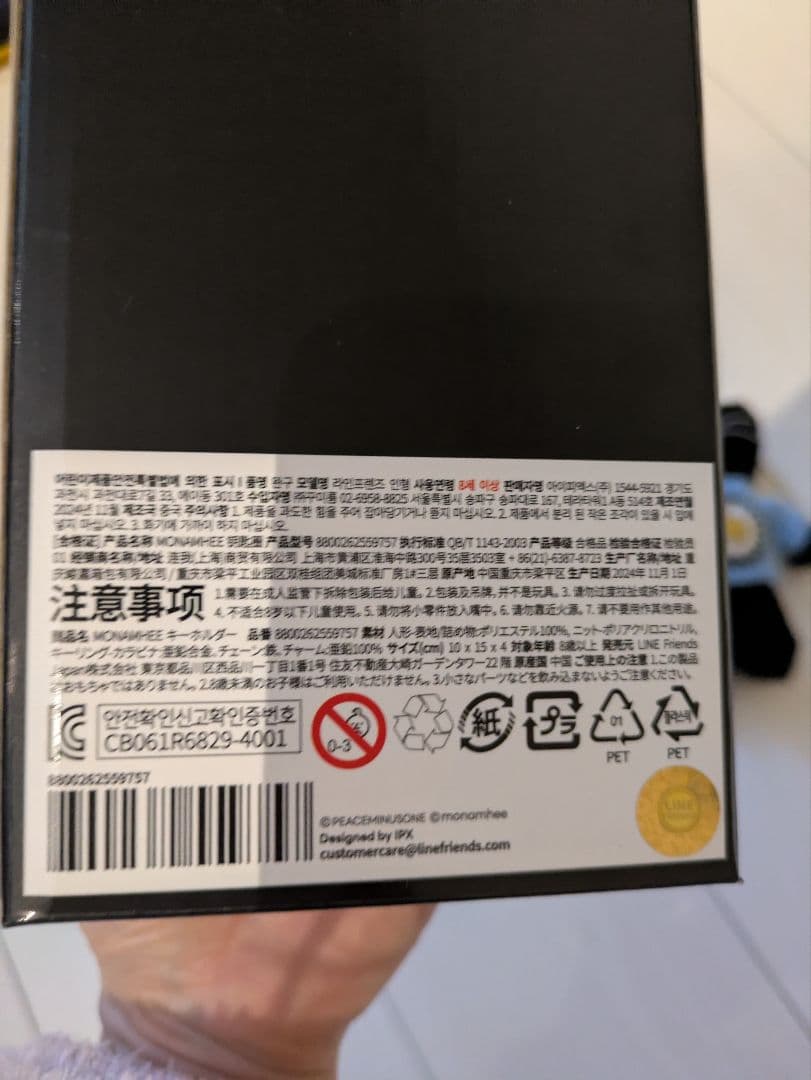 어린이제품안전특별법에 의한 표시 | 품명 완구 모델명 라인프렌즈 인형 사용연령 8세 이상 판매자명 아이피엑스(주) 1544-5921 경기도
과천시 과천대로7길 33, 에이동 301호 수입자명 ㈜구미품 02-6958-8825 서울특별시 송파구 송파대로 167, 테라타워1 A동 514호 제조연월
2024년 11월 제조국 중국 주의사항 1. 제품을 과도한 힘을 주어 잡아당기거나 뜯지 마십시오. 2. 제품에서 분리 된 작은 조각이 있을 시 입에
넣지 마십시오. 3. 화기에 가까이 하지 마십시오.
[合格证] 产品名称 MONAMHEE 钥匙圈 产品型号 8800262559757 执行标准 QB/T 1143-2003 产品等级 合格品 检验合格证 检验员
01 经销商名称/地址 连我(上海)商贸有限公司 上海市黄浦区淮海中路300号35层3503室 + 86(21)-6387-8723 生产厂名称/地址 重
庆 箱包有限公司 / 重庆市梁平工业园区双桂组团美城标准厂房1#三层 原产地 中国重庆市梁平区 生产日期 2024年 11月 1日
注意事项 1.需要在成人监管下拆除包装后给儿童。2.包装及吊牌,并不是玩具。3. 请勿过度拉扯或拆开玩具。
4. 不适合8岁以下儿童使用。5. 请勿将小零件放入嘴中。6. 请勿靠近火源。7. 请不要用作其他用途。
商品名 MONAMHEE キーホルダー 品番 8800262559757 素材 人形-表地/詰め物:ポリエステル100%, ニット-ポリアクリロニトリル,
キーリング-カラビナ:亜鉛合金, チェーン:鉄, チャーム:亜鉛100% サイズ(cm) 10 x 15 x 4 対象年齢 8歳以上 発売元 LINE Friends
Japan株式会社 東京都品川区西品川一丁目1番1号 住友不動産大崎ガーデンタワー22 階 原産国 中国 ご使用上の注意 1.この製品
はおもちゃではありません。2.8歳未満のお子様はご利用いただけません。3.小さなパーツなどを飲み込まないようご注意ください。
안전확인신고확인증번호
CB061R6829-4001
0-3
紙
プラ
01
PET
플라스틱
PET
8800262559757
©PEACEMINUSONE ©monamhee
Designed by IPX
customercare@linefriends.com
LINE
FRIENDS